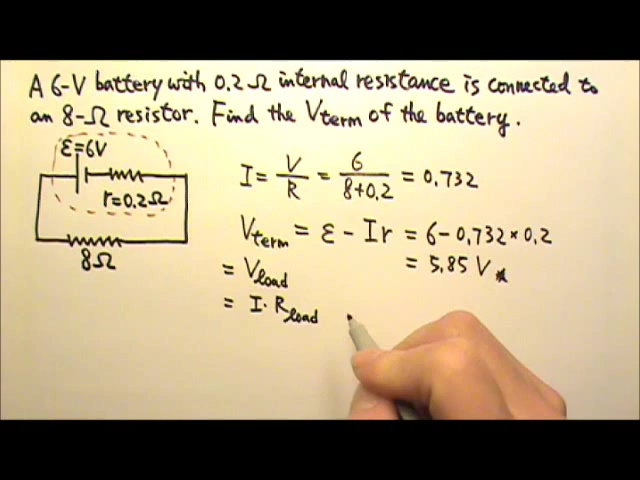 A 6-V battery with 0.2 Ω internal resistance is connected to
an 8-Ω resistor. Find the Vterm of the battery.
ε=6V
r=0.2Ω
8Ω
I = V/R = 6/(8+0.2) = 0.732
Vterm = ε - Ir = 6 - 0.732 × 0.2
= Vload = 5.85 V
= I · Rload